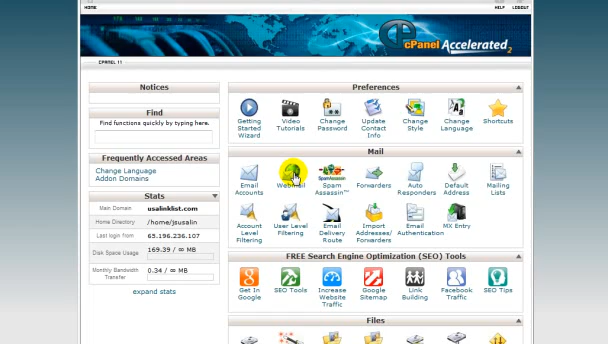 HOME
HELP LOGOUT
cPanel Accelerated2
CPANEL 11
Notices
Find
Find functions quickly by typing here.
Frequently Accessed Areas
Change Language
Addon Domains
Stats
Main Domain usalinklist.com
Home Directory /home/jsusalin
Last login from 65.196.236.107
Disk Space Usage 169.39 / ∞ MB
Monthly Bandwidth Transfer 0.34 / ∞ MB
expand stats
Preferences
Getting Started Wizard
Video Tutorials
Change Password
Update Contact Info
Change Style
Change Language
Shortcuts
Mail
Email Accounts
Webmail
SpamAssassin
Spam Assassin™
Forwarders
Auto Responders
Default Address
Mailing Lists
Account Level Filtering
User Level Filtering
Email Delivery Route
Import Addresses/ Forwarders
Email Authentication
MX Entry
FREE Search Engine Optimization (SEO) Tools
Get In Google
SEO Tools
Increase Website Traffic
Google Sitemap
Link Building
Facebook Traffic
SEO Tips
Files